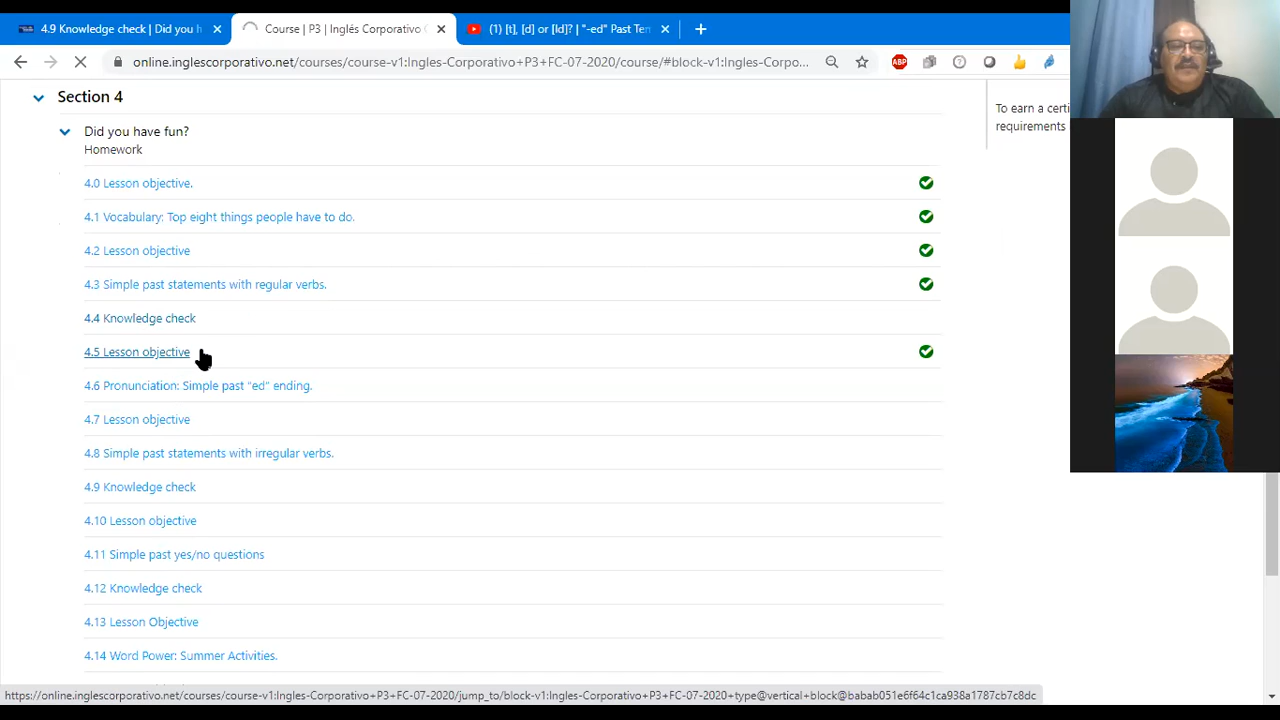 4.9 Knowledge check | Did you h
Course | P3 | Inglés Corporativo
(1) [t], [d] or [Id]? | "-ed" Past Ten
online.inglescorporativo.net/courses/course-v1:Ingles-Corporativo+P3+FC-07-2020/course/#block-v1:Ingles-Corpo...
ABP
Section 4
Did you have fun?
Homework
4.0 Lesson objective.
4.1 Vocabulary: Top eight things people have to do.
4.2 Lesson objective
4.3 Simple past statements with regular verbs.
4.4 Knowledge check
4.5 Lesson objective
4.6 Pronunciation: Simple past "ed" ending.
4.7 Lesson objective
4.8 Simple past statements with irregular verbs.
4.9 Knowledge check
4.10 Lesson objective
4.11 Simple past yes/no questions
4.12 Knowledge check
4.13 Lesson Objective
4.14 Word Power: Summer Activities.
To earn a certi
requirements
https://online.inglescorporativo.net/courses/course-v1:Ingles-Corporativo+P3+FC-07-2020/jump_to/block-v1:Ingles-Corporativo+P3+FC-07-2020+type@vertical+block@babab051e6f64c1ca938a1787cb7c8dc